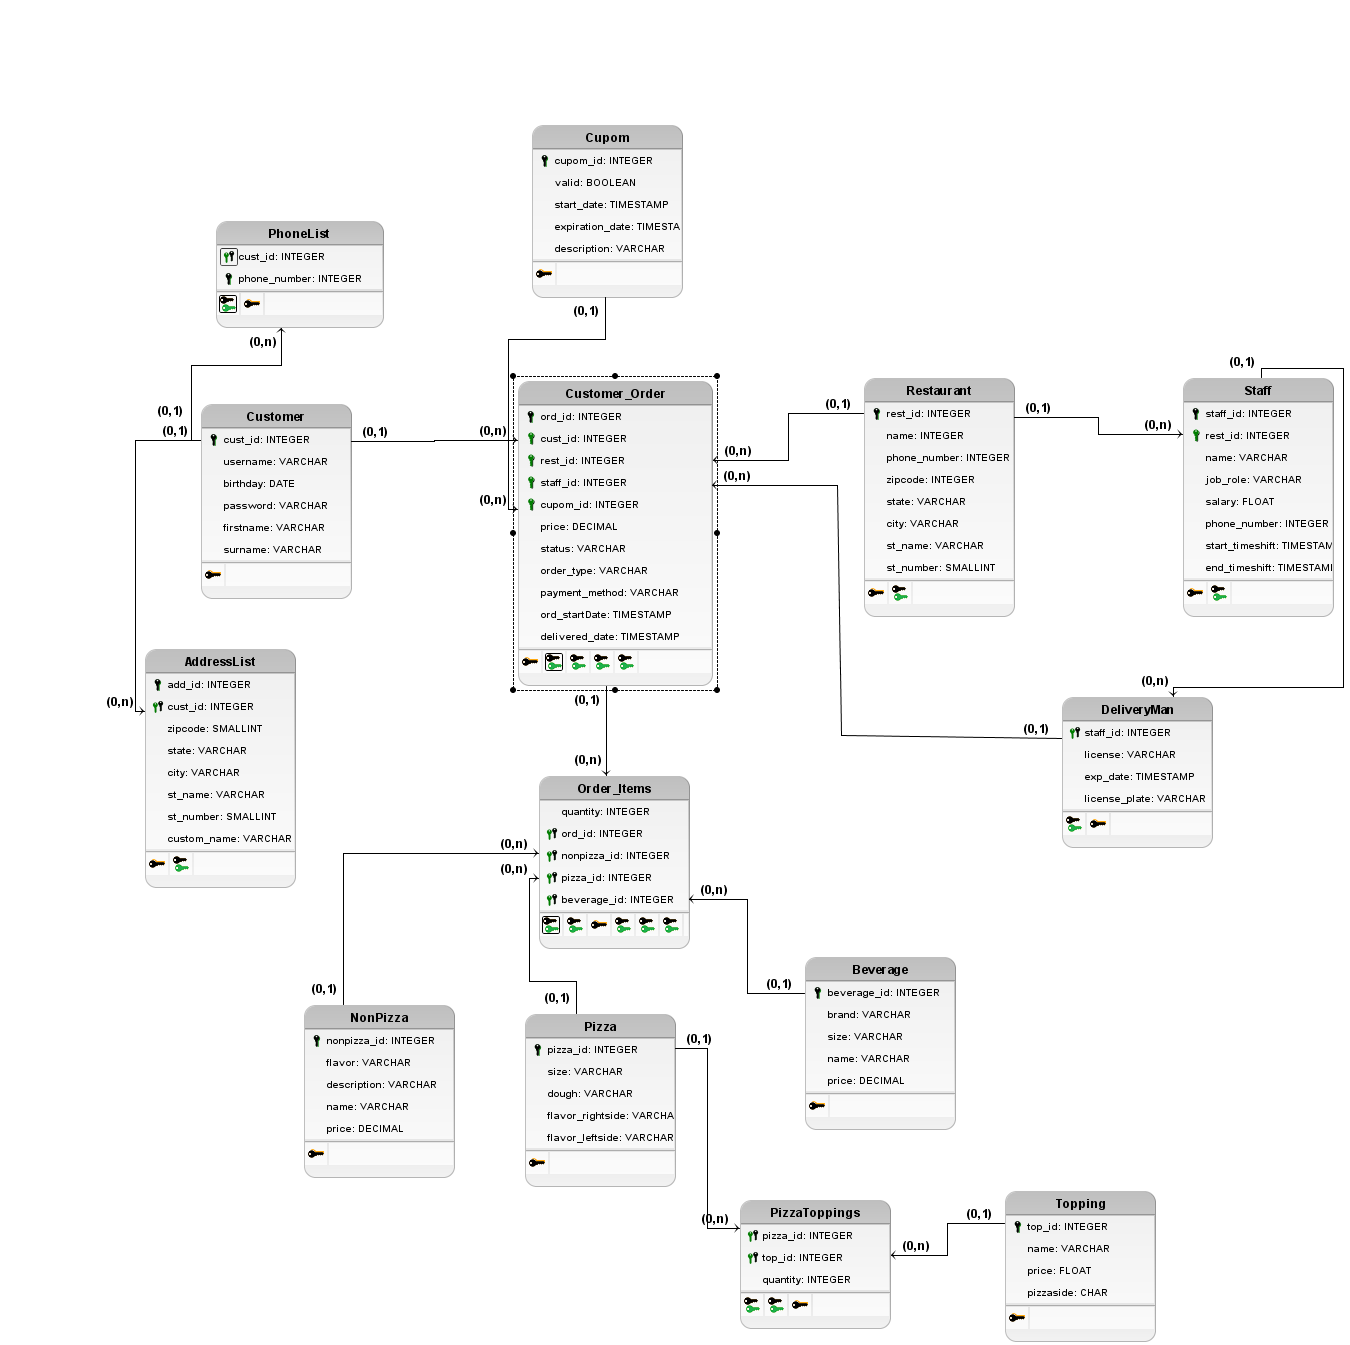 Cupom
cupom_id: INTEGER
valid: BOOLEAN
start_date: TIMESTAMP
expiration_date: TIMESTA
description: VARCHAR
(0,1)
PhoneList
cust_id: INTEGER
phone_number: INTEGER
(0,n)
(0,1)
(0,1)
Customer
cust_id: INTEGER
username: VARCHAR
birthday: DATE
password: VARCHAR
firstname: VARCHAR
surname: VARCHAR
(0,1)
(0,n)
(0,n)
Customer_Order
ord_id: INTEGER
cust_id: INTEGER
rest_id: INTEGER
staff_id: INTEGER
cupom_id: INTEGER
price: DECIMAL
status: VARCHAR
order_type: VARCHAR
payment_method: VARCHAR
ord_startDate: TIMESTAMP
delivered_date: TIMESTAMP
(0,1)
(0,n)
(0,n)
(0,1)
Restaurant
rest_id: INTEGER
name: INTEGER
phone_number: INTEGER
zipcode: INTEGER
state: VARCHAR
city: VARCHAR
st_name: VARCHAR
st_number: SMALLINT
(0,1)
(0,n)
(0,1)
Staff
staff_id: INTEGER
rest_id: INTEGER
name: VARCHAR
job_role: VARCHAR
salary: FLOAT
phone_number: INTEGER
start_timeshift: TIMESTAM
end_timeshift: TIMESTAMI
(0,n)
AddressList
add_id: INTEGER
cust_id: INTEGER
zipcode: SMALLINT
state: VARCHAR
city: VARCHAR
st_name: VARCHAR
st_number: SMALLINT
custom_name: VARCHAR
(0,n)
DeliveryMan
staff_id: INTEGER
license: VARCHAR
exp_date: TIMESTAMP
license_plate: VARCHAR
(0,1)
(0,n)
Order_Items
quantity: INTEGER
ord_id: INTEGER
nonpizza_id: INTEGER
pizza_id: INTEGER
beverage_id: INTEGER
(0,n)
(0,n)
(0,n)
(0,1)
Beverage
beverage_id: INTEGER
brand: VARCHAR
size: VARCHAR
name: VARCHAR
price: DECIMAL
(0,1)
NonPizza
nonpizza_id: INTEGER
flavor: VARCHAR
description: VARCHAR
name: VARCHAR
price: DECIMAL
(0,1)
Pizza
pizza_id: INTEGER
size: VARCHAR
dough: VARCHAR
flavor_rightside: VARCHA
flavor_leftside: VARCHAR
(0,1)
(0,n)
PizzaToppings
pizza_id: INTEGER
top_id: INTEGER
quantity: INTEGER
(0,n)
(0,1)
Topping
top_id: INTEGER
name: VARCHAR
price: FLOAT
pizzaside: CHAR